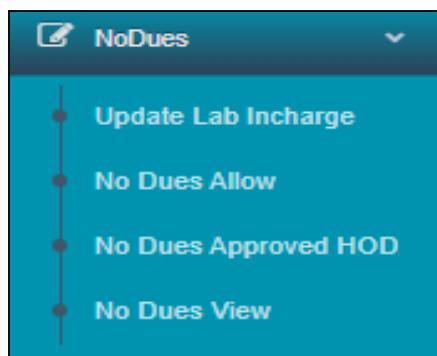 NoDues
Update Lab Incharge
No Dues Allow
No Dues Approved HOD
No Dues View